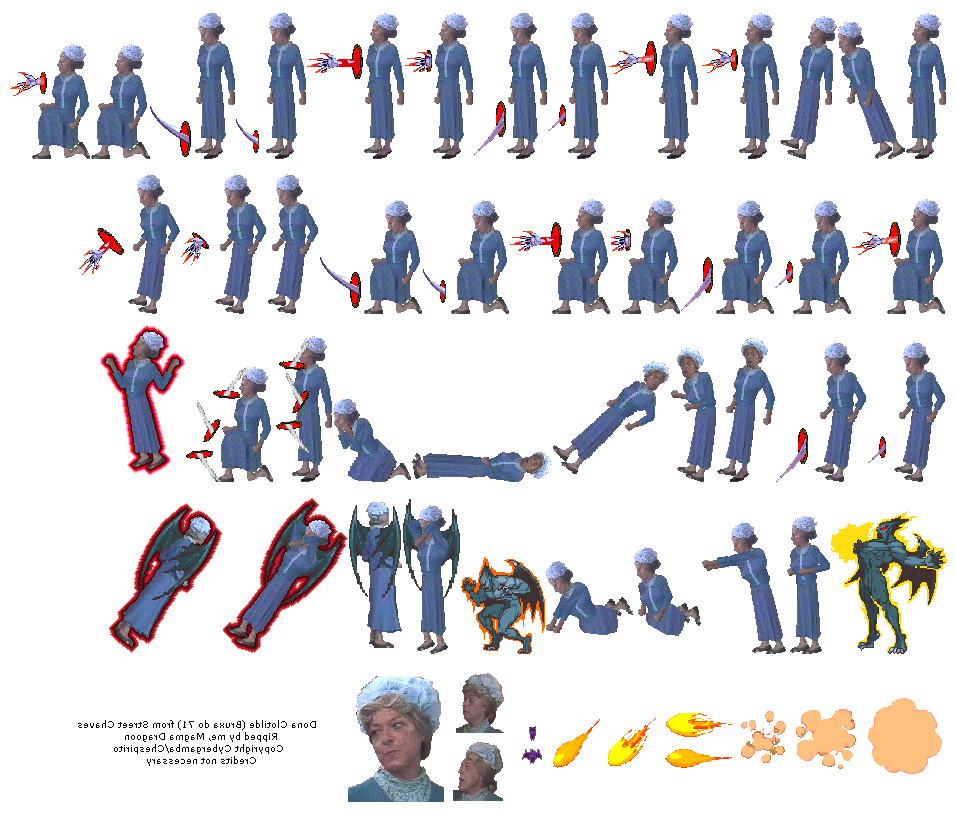 Dona Clotilde (Bruxa do 71) from Street Chaves
Ripped by me, Magma Dragoon
Copyright Cybergamba/Chespirito
Credits not necessary